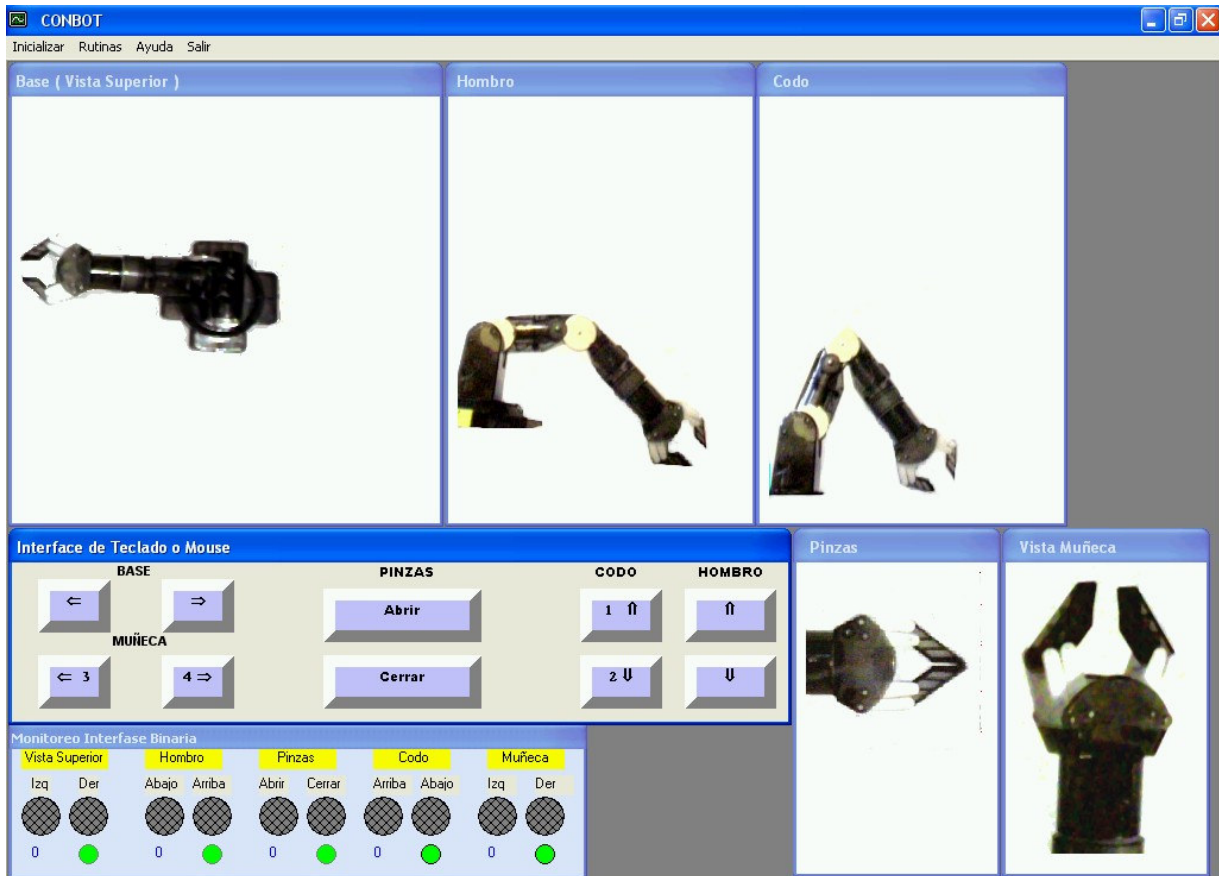 CONBOT
Inicializar Rutinas Ayuda Salir
Base ( Vista Superior )
Hombro
Codo
Interface de Teclado o Mouse
BASE
PINZAS
CODO
HOMBRO
⇐
⇒
Abrir
1 ⇑
⇑
MUÑECA
⇐ 3
4 ⇒
Cerrar
2 ⇓
⇓
Pinzas
Vista Muñeca
Monitoreo Interfase Binaria
Vista Superior Hombro Pinzas Codo Muñeca
Izq Der Abajo Arriba Abrir Cerrar Arriba Abajo Izq Der
0 0 0 0 0